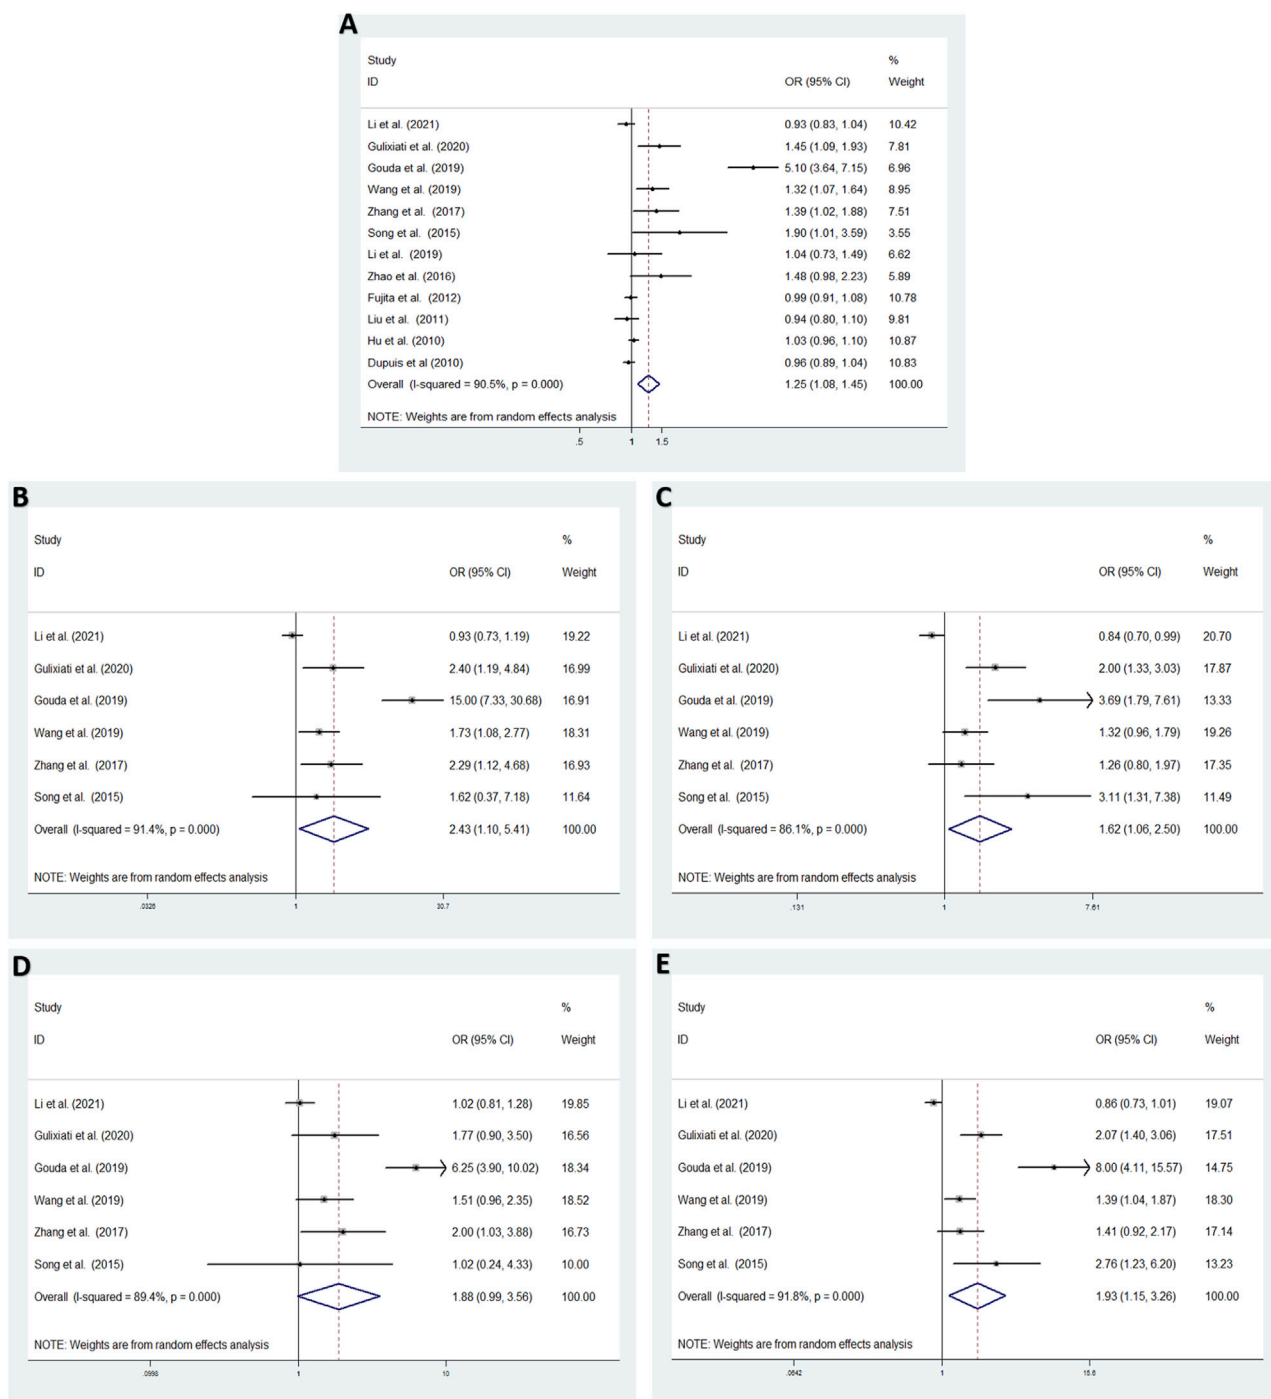 A
Study %
ID OR (95% CI) Weight
Li et al. (2021) 0.93 (0.83, 1.04) 10.42
Gulixiati et al. (2020) 1.45 (1.09, 1.93) 7.81
Gouda et al. (2019) 5.10 (3.64, 7.15) 6.96
Wang et al. (2019) 1.32 (1.07, 1.64) 8.95
Zhang et al. (2017) 1.39 (1.02, 1.88) 7.51
Song et al. (2015) 1.90 (1.01, 3.59) 3.55
Li et al. (2019) 1.04 (0.73, 1.49) 6.62
Zhao et al. (2016) 1.48 (0.98, 2.23) 5.89
Fujita et al. (2012) 0.99 (0.91, 1.08) 10.78
Liu et al. (2011) 0.94 (0.80, 1.10) 9.81
Hu et al. (2010) 1.03 (0.96, 1.10) 10.87
Dupuis et al (2010) 0.96 (0.89, 1.04) 10.83
Overall (I-squared = 90.5%, p = 0.000) 1.25 (1.08, 1.45) 100.00
NOTE: Weights are from random effects analysis
.5 1 1.5
B
Study %
ID OR (95% CI) Weight
Li et al. (2021) 0.93 (0.73, 1.19) 19.22
Gulixiati et al. (2020) 2.40 (1.19, 4.84) 16.99
Gouda et al. (2019) 15.00 (7.33, 30.68) 16.91
Wang et al. (2019) 1.73 (1.08, 2.77) 18.31
Zhang et al. (2017) 2.29 (1.12, 4.68) 16.93
Song et al. (2015) 1.62 (0.37, 7.18) 11.64
Overall (I-squared = 91.4%, p = 0.000) 2.43 (1.10, 5.41) 100.00
NOTE: Weights are from random effects analysis
.0326 1 30.7
C
Study %
ID OR (95% CI) Weight
Li et al. (2021) 0.84 (0.70, 0.99) 20.70
Gulixiati et al. (2020) 2.00 (1.33, 3.03) 17.87
Gouda et al. (2019) 3.69 (1.79, 7.61) 13.33
Wang et al. (2019) 1.32 (0.96, 1.79) 19.26
Zhang et al. (2017) 1.26 (0.80, 1.97) 17.35
Song et al. (2015) 3.11 (1.31, 7.38) 11.49
Overall (I-squared = 86.1%, p = 0.000) 1.62 (1.06, 2.50) 100.00
NOTE: Weights are from random effects analysis
.131 1 7.61
D
Study %
ID OR (95% CI) Weight
Li et al. (2021) 1.02 (0.81, 1.28) 19.85
Gulixiati et al. (2020) 1.77 (0.90, 3.50) 16.56
Gouda et al. (2019) 6.25 (3.90, 10.02) 18.34
Wang et al. (2019) 1.51 (0.96, 2.35) 18.52
Zhang et al. (2017) 2.00 (1.03, 3.88) 16.73
Song et al. (2015) 1.02 (0.24, 4.33) 10.00
Overall (I-squared = 89.4%, p = 0.000) 1.88 (0.99, 3.56) 100.00
NOTE: Weights are from random effects analysis
.0998 1 10
E
Study %
ID OR (95% CI) Weight
Li et al. (2021) 0.86 (0.73, 1.01) 19.07
Gulixiati et al. (2020) 2.07 (1.40, 3.06) 17.51
Gouda et al. (2019) 8.00 (4.11, 15.57) 14.75
Wang et al. (2019) 1.39 (1.04, 1.87) 18.30
Zhang et al. (2017) 1.41 (0.92, 2.17) 17.14
Song et al. (2015) 2.76 (1.23, 6.20) 13.23
Overall (I-squared = 91.8%, p = 0.000) 1.93 (1.15, 3.26) 100.00
NOTE: Weights are from random effects analysis
.0642 1 15.6